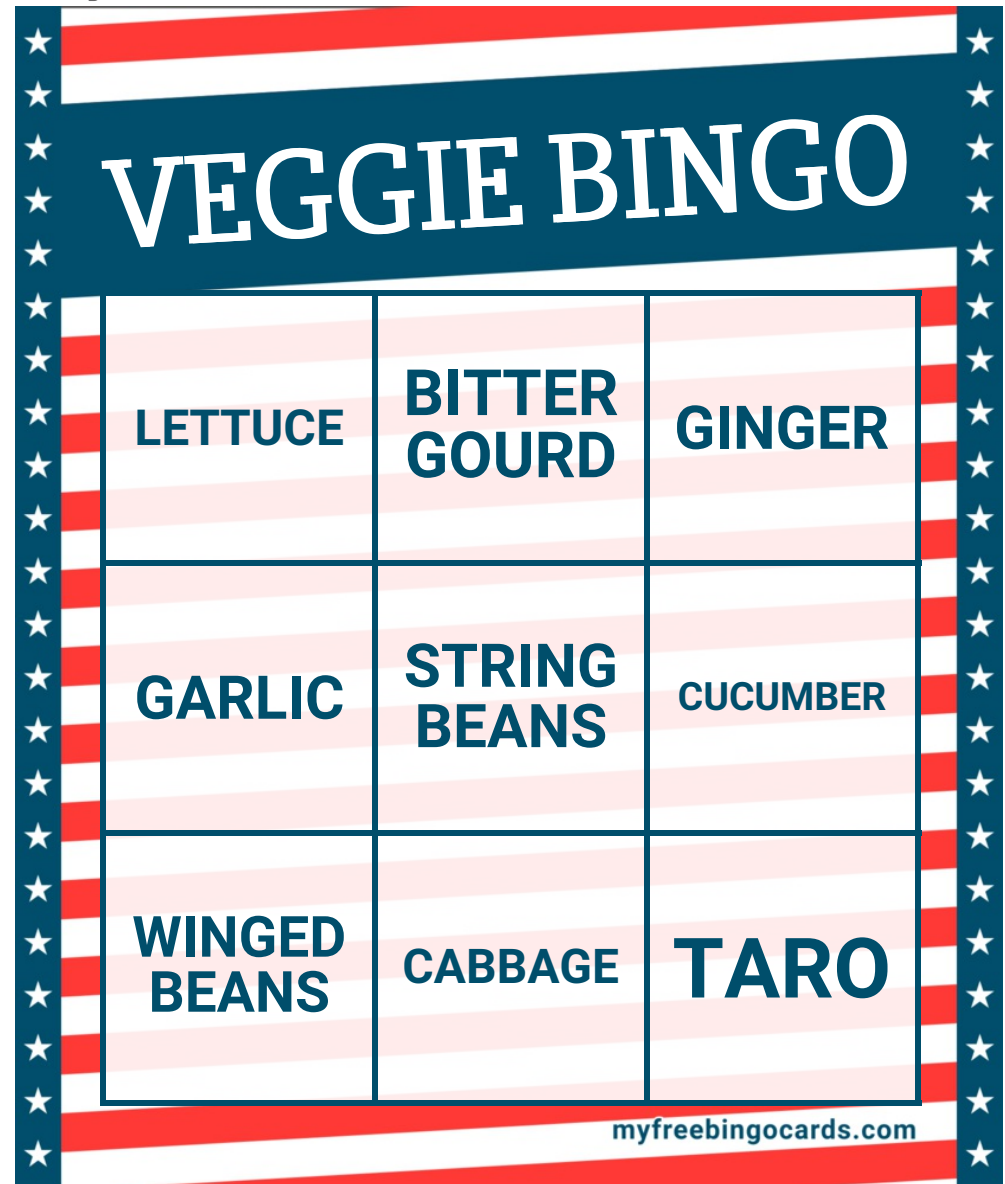 VEGGIE BINGO
LETTUCE
BITTER
GOURD
GINGER
GARLIC
STRING
BEANS
CUCUMBER
WINGED
BEANS
CABBAGE
TARO
myfreebingocards.com